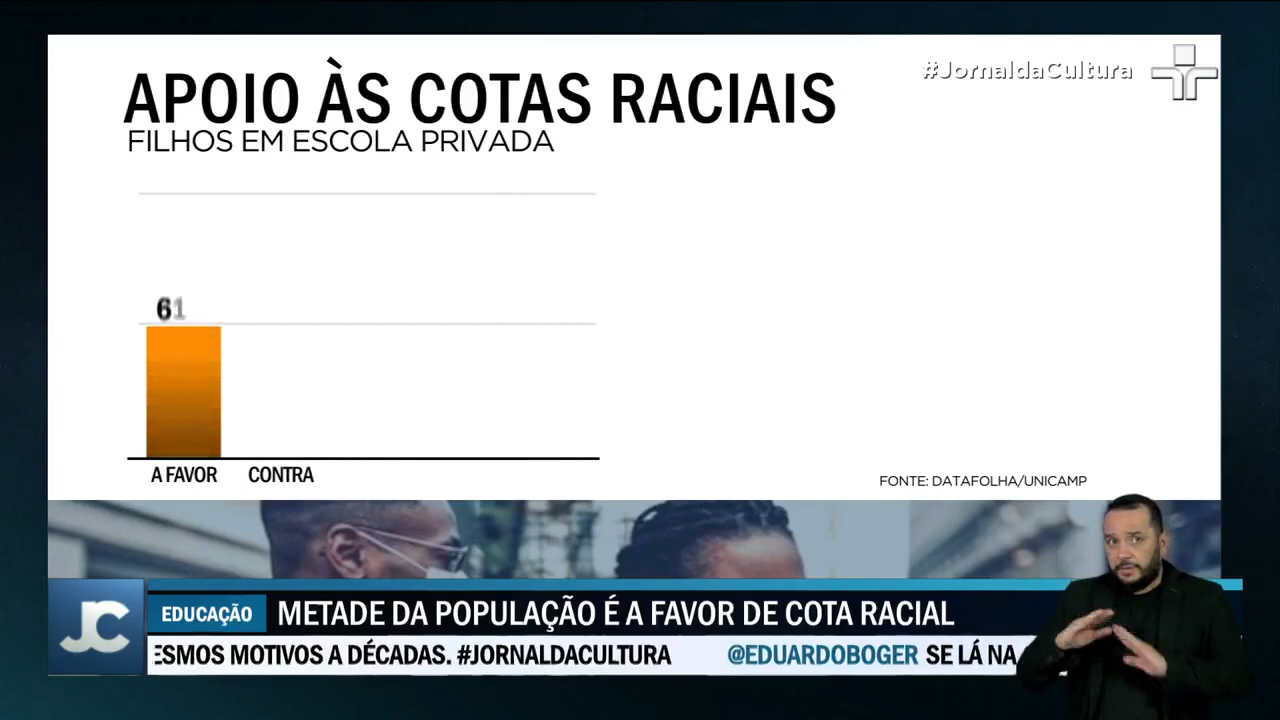 APOIO ÀS COTAS RACIAIS
#JornaldaCultura
FILHOS EM ESCOLA PRIVADA
61
A FAVOR
CONTRA
FONTE: DATAFOLHA/UNICAMP
JC
EDUCAÇÃO
METADE DA POPULAÇÃO É A FAVOR DE COTA RACIAL
ESMOS MOTIVOS A DÉCADAS. #JORNALDACULTURA @EDUARDOBOGER SE LÁ NA